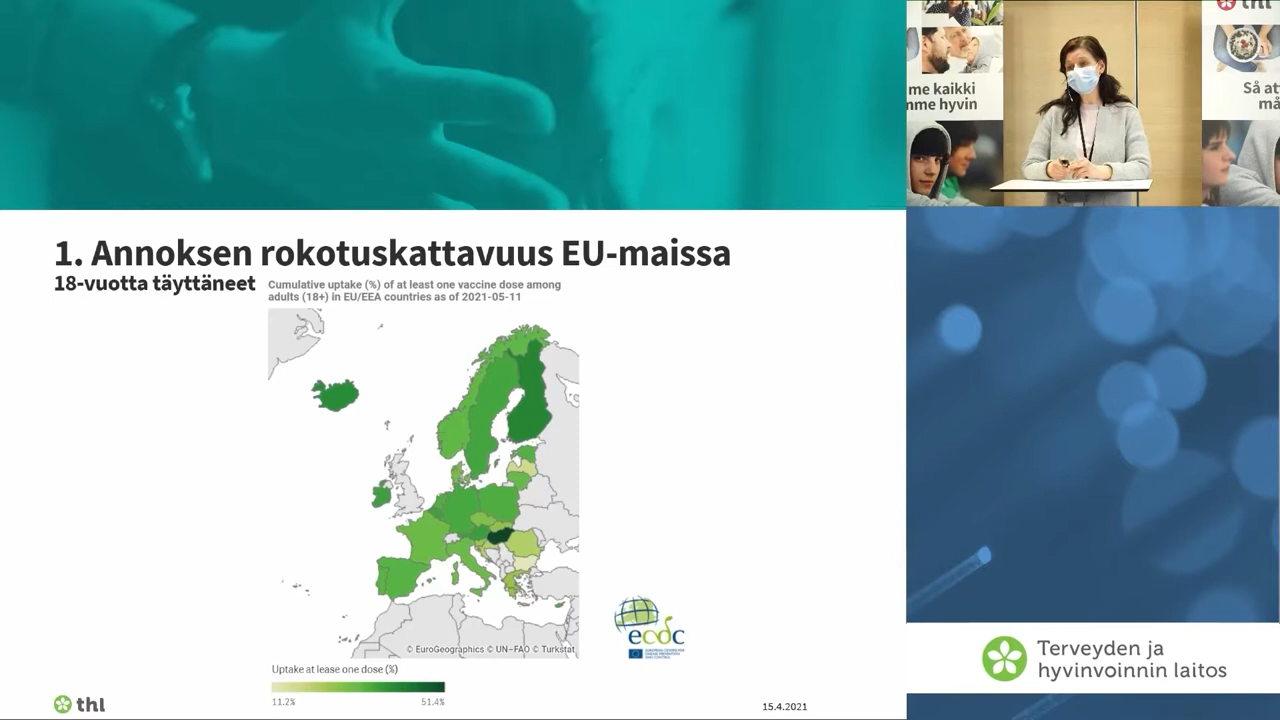 thl
me kaikki
nme hyvin
Så at
må
1. Annoksen rokotuskattavuus EU-maissa
18-vuotta täyttäneet
Cumulative uptake (%) of at least one vaccine dose among
adults (18+) in EU/EEA countries as of 2021-05-11
© EuroGeographics © UN–FAO © Turkstat
ecdc
Uptake at lease one dose (%)
11.2%
51.4%
thl
15.4.2021
Terveyden ja
hyvinvoinnin laitos